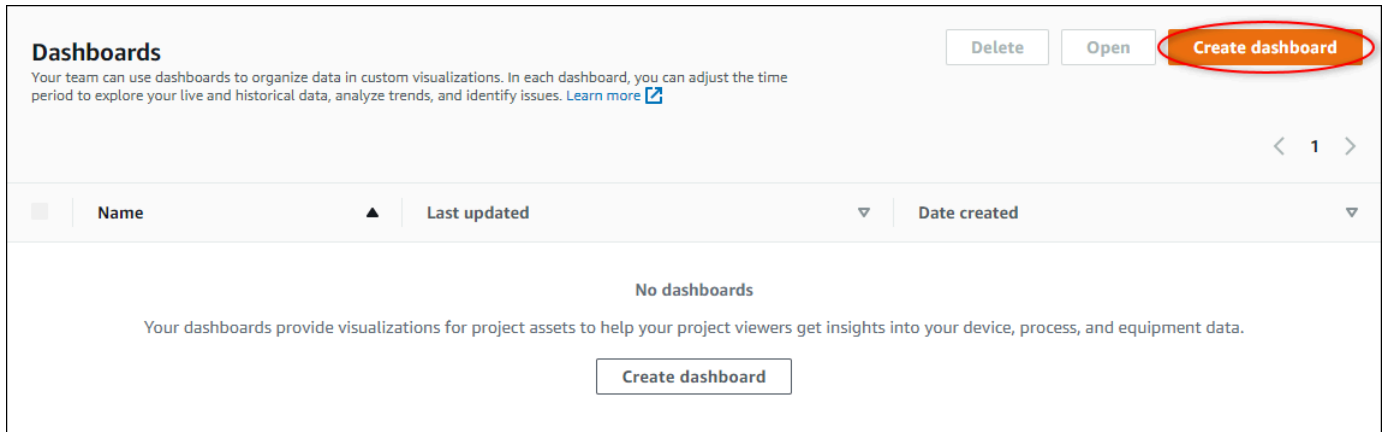 Dashboards
Delete
Open
Create dashboard
Your team can use dashboards to organize data in custom visualizations. In each dashboard, you can adjust the time
period to explore your live and historical data, analyze trends, and identify issues. Learn more
1
Name
Last updated
Date created
No dashboards
Your dashboards provide visualizations for project assets to help your project viewers get insights into your device, process, and equipment data.
Create dashboard